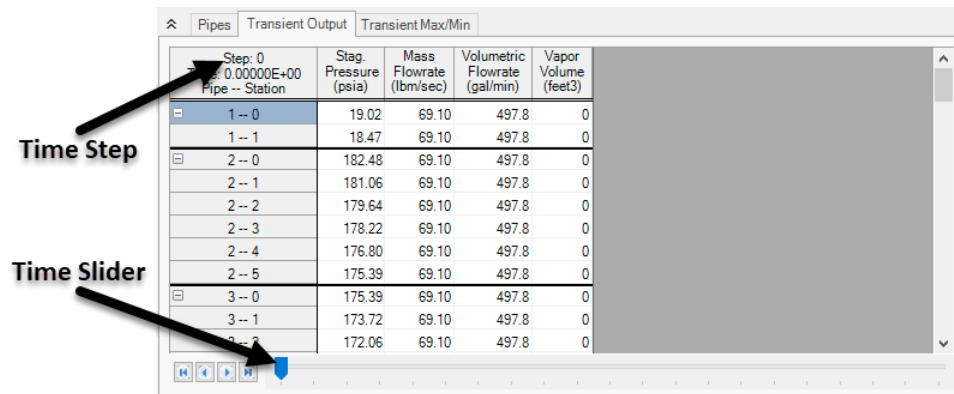 Pipes Transient Output Transient Max/Min
Step: 0
0.00000E+00
Pipe -- Station
Stag. Pressure (psia)
Mass Flowrate (lbm/sec)
Volumetric Flowrate (gal/min)
Vapor Volume (feet3)
1 -- 0 19.02 69.10 497.8 0
Time Step
1 -- 1 18.47 69.10 497.8 0
2 -- 0 182.48 69.10 497.8 0
2 -- 1 181.06 69.10 497.8 0
2 -- 2 179.64 69.10 497.8 0
2 -- 3 178.22 69.10 497.8 0
2 -- 4 176.80 69.10 497.8 0
Time Slider
2 -- 5 175.39 69.10 497.8 0
3 -- 0 175.39 69.10 497.8 0
3 -- 1 173.72 69.10 497.8 0
172.06 69.10 497.8 0